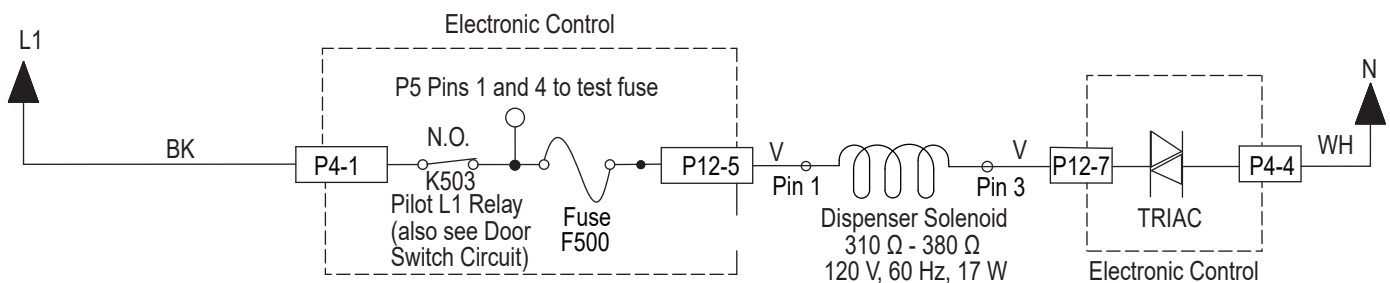 Electronic Control
L1
P5 Pins 1 and 4 to test fuse
N
N.O.
BK
V
V
WH
P4-1
P12-5
P12-7
P4-4
K503
Pin 1
Pin 3
Pilot L1 Relay
(also see Door
Switch Circuit)
Fuse
F500
Dispenser Solenoid
310 Ω - 380 Ω
120 V, 60 Hz, 17 W
TRIAC
Electronic Control